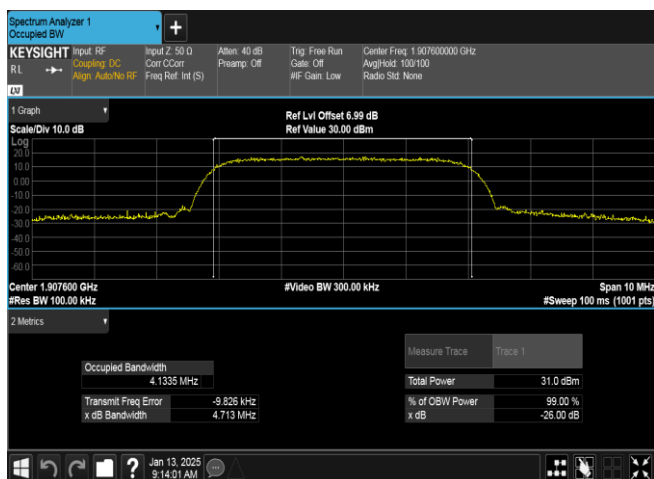 Spectrum Analyzer 1
Occupied BW
+
KEYSIGHT
RL
LXI
Input: RF
Coupling: DC
Align: Auto/No RF
Input Z: 50 Ω
Corr CCorr
Freq Ref: Int (S)
Atten: 40 dB
Preamp: Off
Trig: Free Run
Gate: Off
#IF Gain: Low
Center Freq: 1.907600000 GHz
Avg|Hold: 100/100
Radio Std: None
1 Graph
Scale/Div 10.0 dB
Ref Lvl Offset 6.99 dB
Ref Value 30.00 dBm
Log
20.0
10.0
0.00
-10.0
-20.0
-30.0
-40.0
-50.0
-60.0
Center 1.907600 GHz
#Video BW 300.00 kHz
Span 10 MHz
#Res BW 100.00 kHz
#Sweep 100 ms (1001 pts)
2 Metrics
Measure Trace Trace 1
Occupied Bandwidth
4.1335 MHz
Total Power 31.0 dBm
Transmit Freq Error -9.826 kHz
% of OBW Power 99.00 %
x dB Bandwidth 4.713 MHz
x dB -26.00 dB
?
Jan 13, 2025
9:14:01 AM